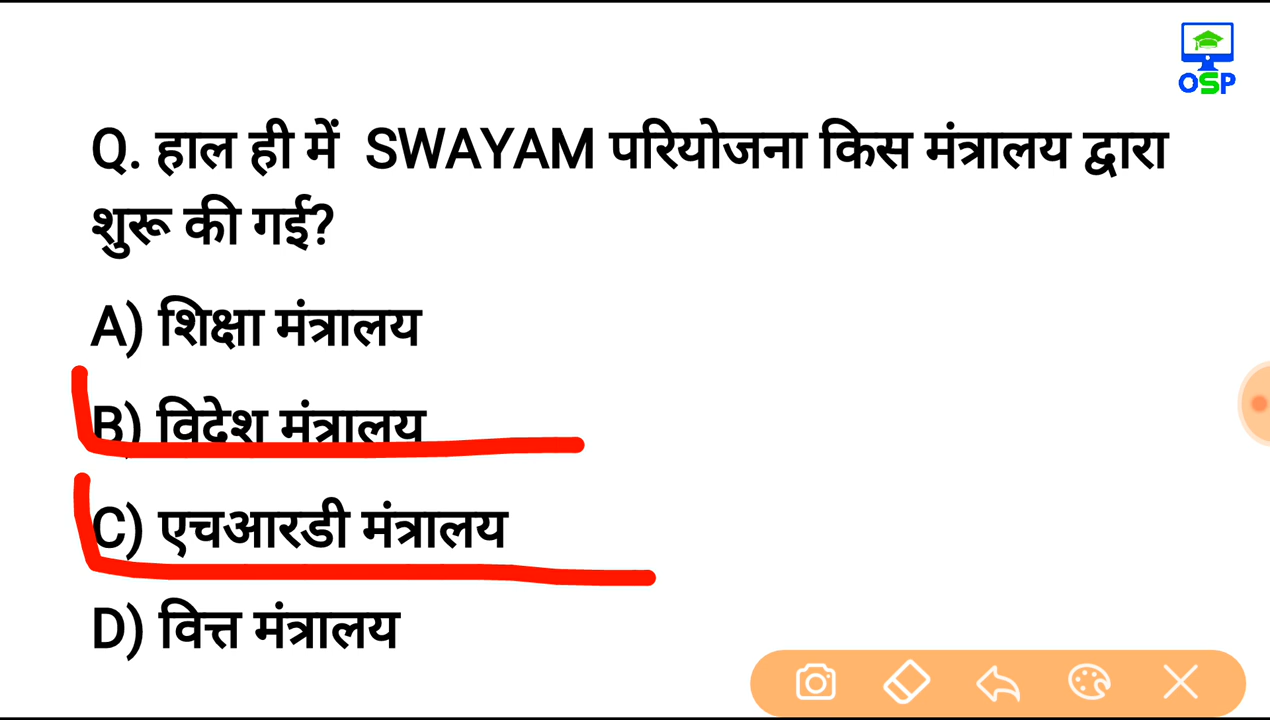 OSP
Q. हाल ही में SWAYAM परियोजना किस मंत्रालय द्वारा
शुरू की गई?
A) शिक्षा मंत्रालय
B) विदेश मंत्रालय
C) एचआरडी मंत्रालय
D) वित्त मंत्रालय